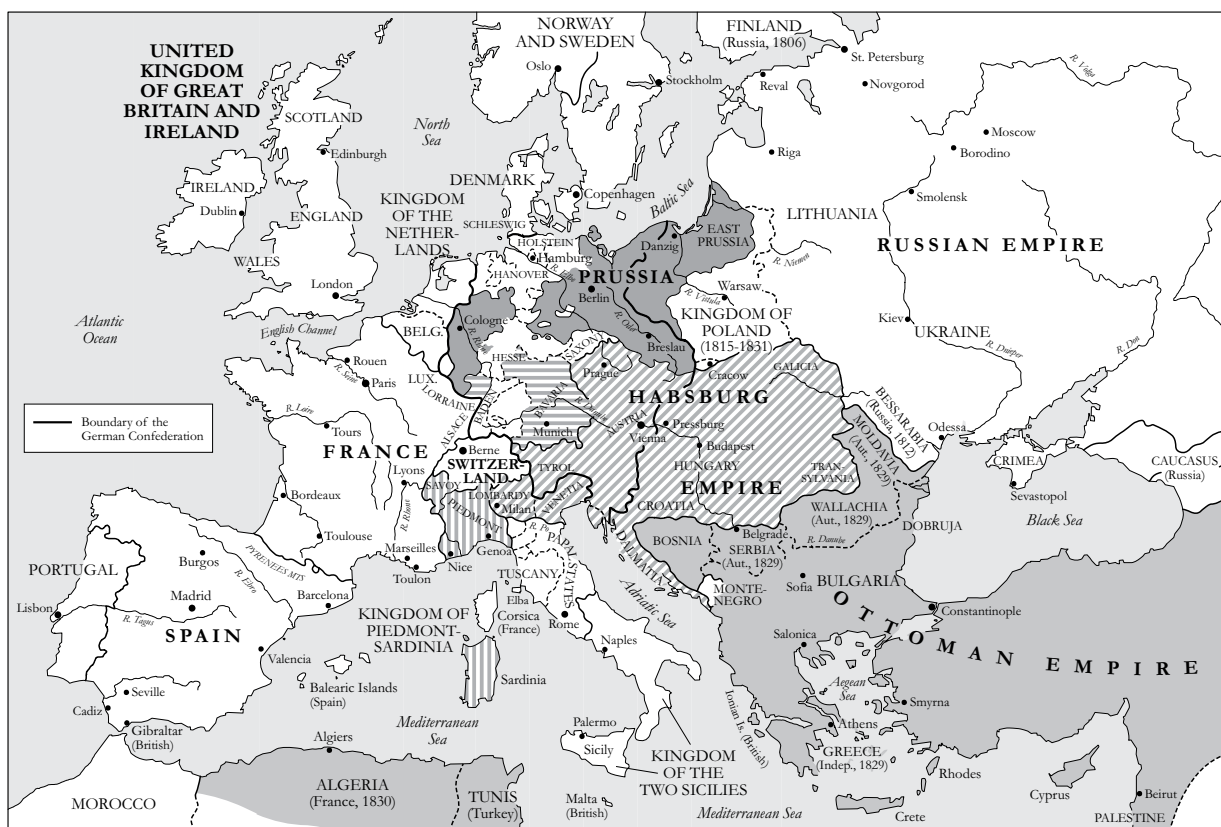 NORWAY
AND SWEDEN
FINLAND
(Russia, 1806)
UNITED
KINGDOM
OF GREAT
BRITAIN AND
IRELAND
Oslo
Stockholm
St. Petersburg
Reval
Novgorod
R. Volga
SCOTLAND
North
Sea
Edinburgh
Moscow
Borodino
Riga
IRELAND
Dublin
DENMARK
Copenhagen
Baltic Sea
Smolensk
ENGLAND
KINGDOM
OF THE
NETHER-
LANDS
SCHLESWIG
HOLSTEIN
Hamburg
Danzig
EAST
PRUSSIA
LITHUANIA
RUSSIAN EMPIRE
WALES
HANOVER
R. Elbe
PRUSSIA
R. Niemen
London
Berlin
Warsaw
R. Vistula
Atlantic
Ocean
English Channel
BELG.
Cologne
R. Rhine
R. Oder
KINGDOM OF
POLAND
(1815-1831)
Kiev
UKRAINE
R. Dnieper
R. Don
Rouen
R. Seine
Paris
HESSE
SAXONY
Breslau
Prague
Cracow
GALICIA
LUX.
LORRAINE
ALSACE
BADEN
BAVARIA
R. Danube
HABSBURG
Boundary of the
German Confederation
R. Loire
Tours
Munich
AUSTRIA
Vienna
Pressburg
Budapest
BESSARABIA
(Russia, 1812)
MOLDAVIA
(Aut., 1829)
Odessa
FRANCE
Berne
SWITZER-
LAND
TYROL
HUNGARY
TRAN-
SYLVANIA
CRIMEA
CAUCASUS
(Russia)
Lyons
SAVOY
LOMBARDY
Milan
VENETIA
EMPIRE
CROATIA
Sevastopol
Bordeaux
R. Rhone
PIEDMONT
R. Po
WALLACHIA
(Aut., 1829)
Black Sea
Toulouse
Genoa
PAPAL STATES
DALMATIA
BOSNIA
Belgrade
SERBIA
(Aut., 1829)
R. Danube
DOBRUJA
Marseilles
Toulon
Nice
TUSCANY
PORTUGAL
Burgos
PYRENEES MTS
R. Ebro
Elba
Corsica
(France)
Adriatic Sea
MONTE-
NEGRO
Sofia
BULGARIA
Lisbon
Madrid
Barcelona
KINGDOM OF
PIEDMONT-
SARDINIA
Rome
Constantinople
OTTOMAN EMPIRE
R. Tagus
SPAIN
Naples
Salonica
Valencia
Balearic Islands
(Spain)
Sardinia
Aegean
Sea
Seville
Cadiz
Smyrna
Ionian Is. (British)
Mediterranean
Sea
Palermo
Sicily
Athens
Gibraltar
(British)
Algiers
KINGDOM
OF THE
TWO SICILIES
GREECE
(Indep., 1829)
Rhodes
ALGERIA
(France, 1830)
TUNIS
(Turkey)
Malta
(British)
Mediterranean Sea
Cyprus
Beirut
MOROCCO
Crete
PALESTINE